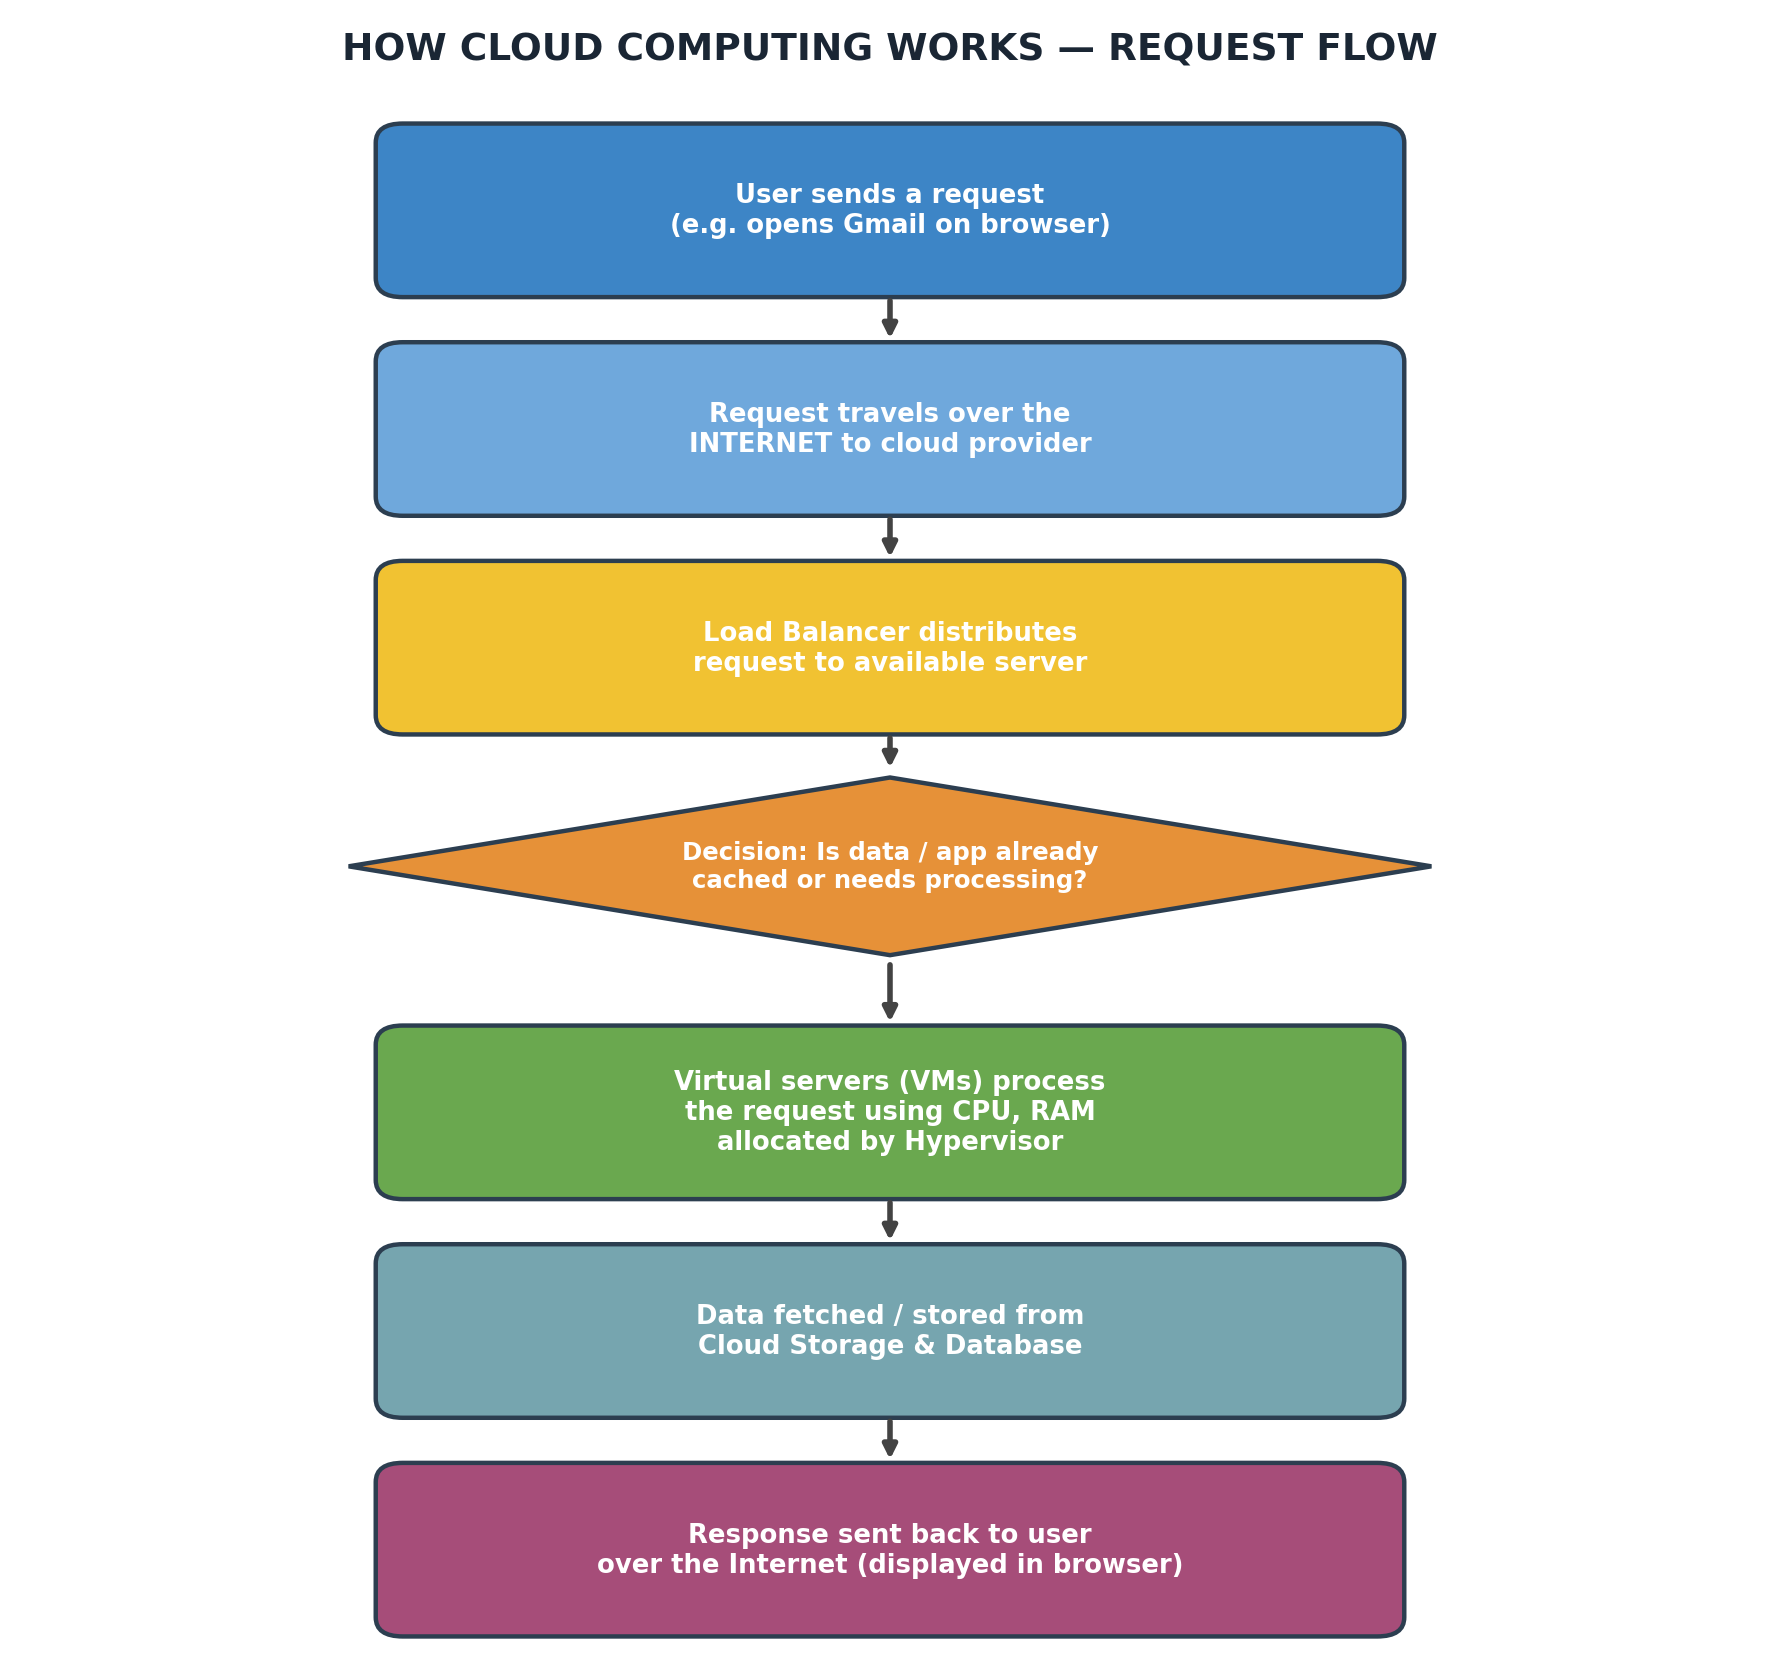 HOW CLOUD COMPUTING WORKS — REQUEST FLOW
User sends a request
(e.g. opens Gmail on browser)
Request travels over the
INTERNET to cloud provider
Load Balancer distributes
request to available server
Decision: Is data / app already
cached or needs processing?
Virtual servers (VMs) process
the request using CPU, RAM
allocated by Hypervisor
Data fetched / stored from
Cloud Storage & Database
Response sent back to user
over the Internet (displayed in browser)